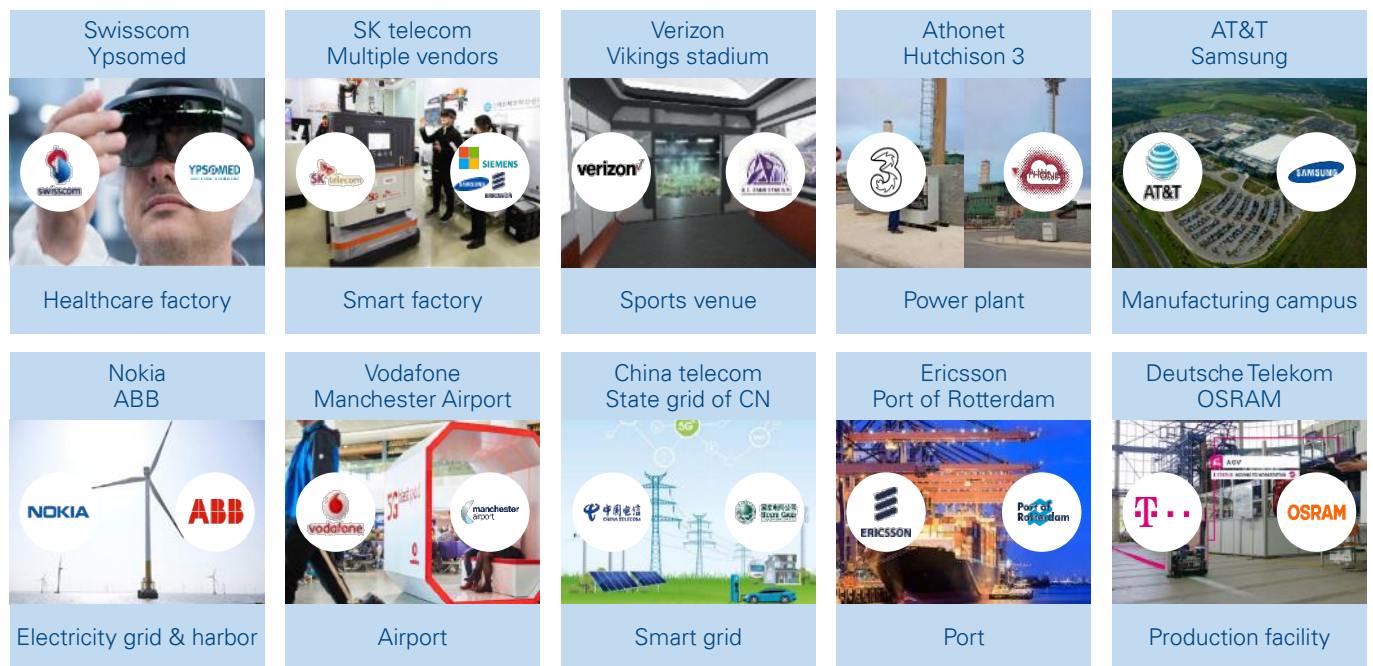 Swisscom
Ypsomed
swisscom
YPSOMED
Healthcare factory
SK telecom
Multiple vendors
SK telecom
SIEMENS
SAMSUNG
ERICSSON
5G
Smart factory
Verizon
Vikings stadium
verizon
Sports venue
Athonet
Hutchison 3
3
Power plant
AT&T
Samsung
AT&T
SAMSUNG
Manufacturing campus
Nokia
ABB
NOKIA
ABB
Electricity grid & harbor
Vodafone
Manchester Airport
vodafone
5G
manchester
airport
Airport
China telecom
State grid of CN
5G
中国电信
CHINA TELECOM
Smart grid
Ericsson
Port of Rotterdam
ERICSSON
Port of
Rotterdam
Port
Deutsche Telekom
OSRAM
AGV
T
OSRAM
Production facility